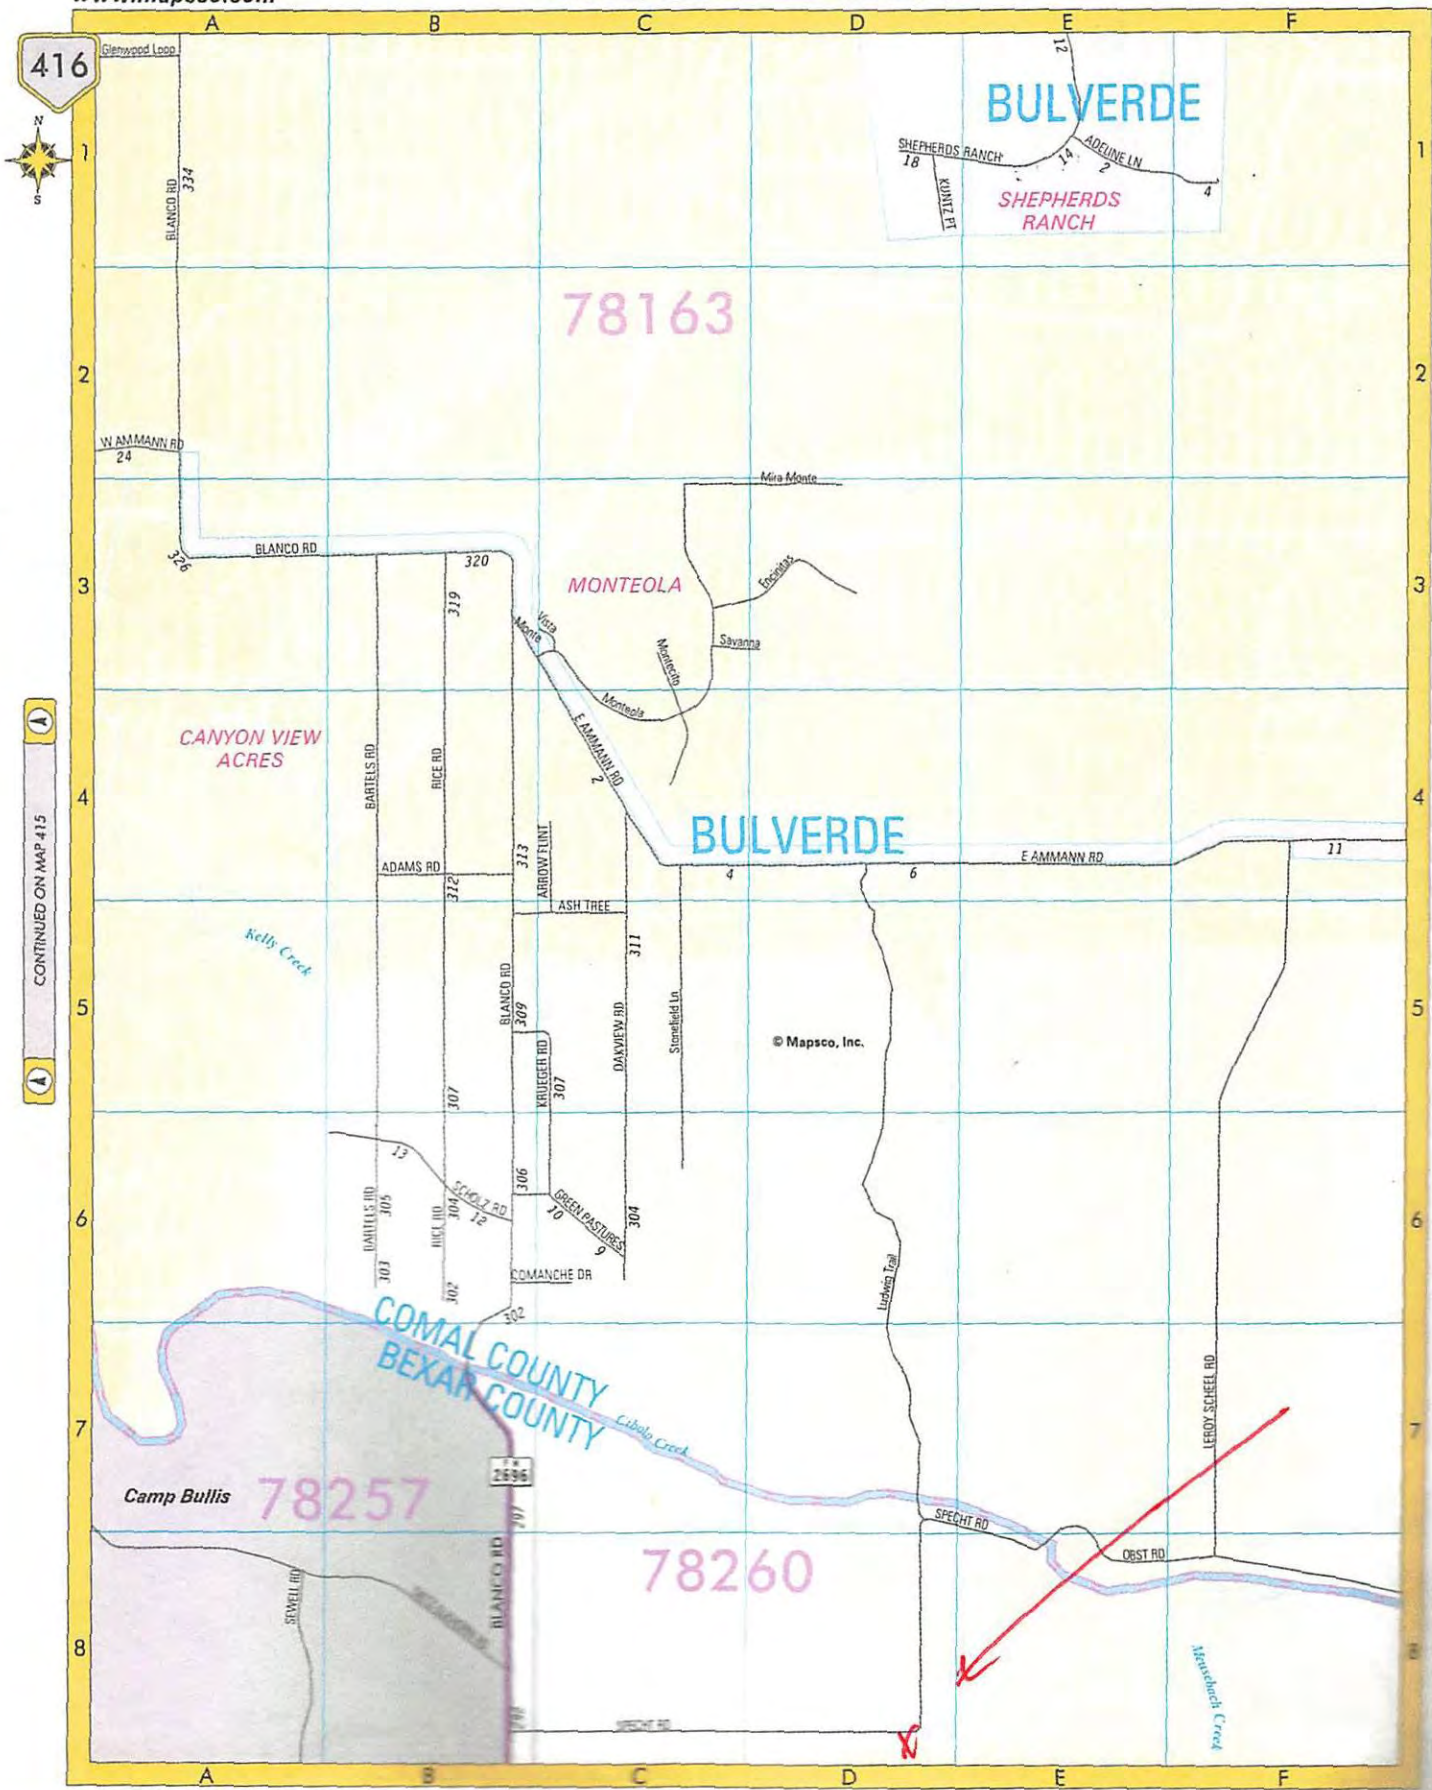 A B C D E F
416
Glenwood Loop
12
BULVERDE
N
S
1
1
334
BLANCO RD
SHEPHERDS RANCH
18
14
ADELINE LN
2
4
KUNTZ PT
SHEPHERDS
RANCH
78163
2
2
W AMMANN RD
24
Mira Monte
326
BLANCO RD
320
3
3
319
MONTEOLA
Encinitas
Vista
Monte
Savanna
Montecito
Monteola
CANYON VIEW
ACRES
BARTELS RD
RICE RD
E AMMANN RD
2
4
4
CONTINUED ON MAP 415
BULVERDE
ADAMS RD
312
313
ARROW FLINT
4
6
E AMMANN RD
11
ASH TREE
Kelly Creek
311
BLANCO RD
309
OAKVIEW RD
Stonefield Ln
5
5
© Mapsco, Inc.
KRUEGER RD
307
307
13
306
SCHOLZ RD
12
GREEN PASTURES
10
9
304
BARTELS RD
305
RICE RD
304
6
6
303
302
COMANCHE DR
302
Ludwig Trail
COMAL COUNTY
BEXAR COUNTY
Cibolo Creek
LEROY SCHEEL RD
7
7
FM
2696
Camp Bullis
78257
297
SPECHT RD
OBST RD
78260
SEWELL RD
BLANCO RD
8
8
Meusebach Creek
SPECHT RD
A B C D E F